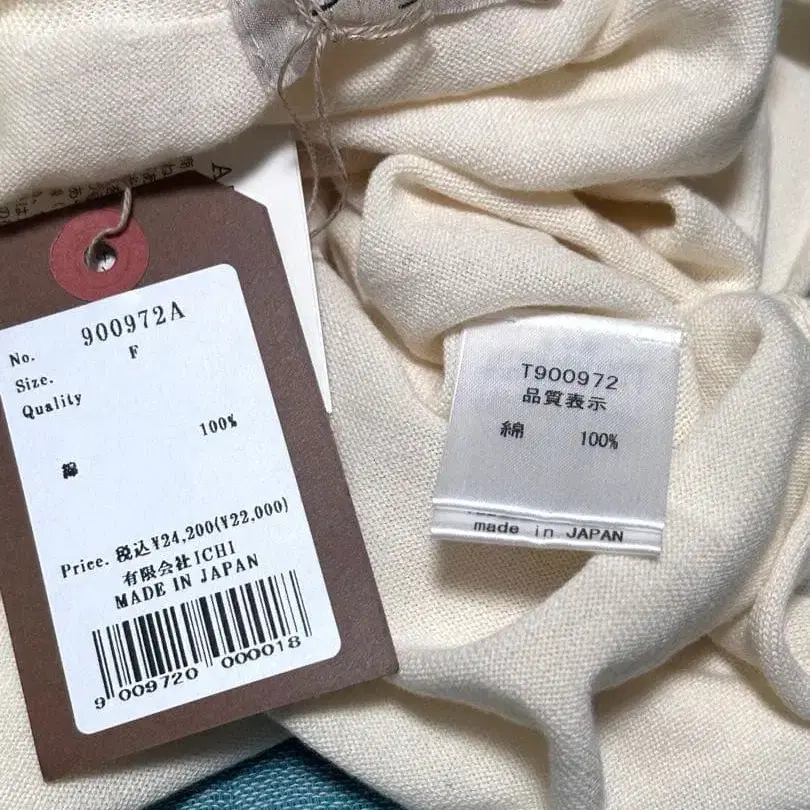 No. 900972A
Size. F
Quality
綿 100%
Price. 税込¥24,200(¥22,000)
有限会社ICHI
MADE IN JAPAN
9 009720 000018
T900972
品質表示
綿 100%
made in JAPAN